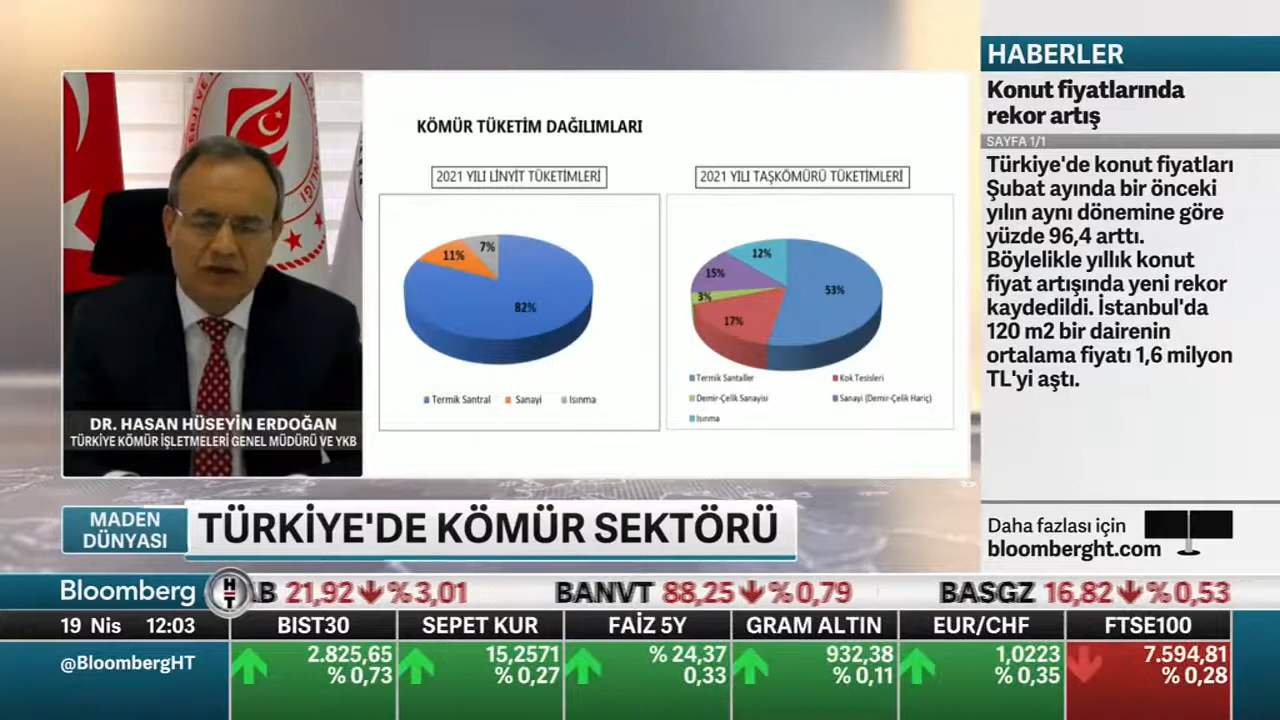 KÖMÜR TÜKETİM DAĞILIMLARI
2021 YILI LİNYİT TÜKETİMLERİ
7%
11%
82%
Termik Santral
Sanayi
Isınma
2021 YILI TAŞKÖMÜRÜ TÜKETİMLERİ
12%
15%
53%
3%
17%
Termik Santaller
Kok Tesisleri
Demir-Çelik Sanayisi
Sanayi (Demir-Çelik Hariç)
Isınma
DR. HASAN HÜSEYİN ERDOĞAN
TÜRKİYE KÖMÜR İŞLETMELERİ GENEL MÜDÜRÜ VE YKB
HABERLER
Konut fiyatlarında
rekor artış
SAYFA 1/1
Türkiye'de konut fiyatları
Şubat ayında bir önceki
yılın aynı dönemine göre
yüzde 96,4 arttı.
Böylelikle yıllık konut
fiyat artışında yeni rekor
kaydedildi. İstanbul'da
120 m2 bir dairenin
ortalama fiyatı 1,6 milyon
TL'yi aştı.
Daha fazlası için
bloomberght.com
MADEN
DÜNYASI
TÜRKİYE'DE KÖMÜR SEKTÖRÜ
Bloomberg HT
21,92 %3,01 BANVT 88,25 %0,79 BASGZ 16,82 %0,53
19 Nis 12:03
@BloombergHT
BIST30
2.825,65
% 0,73
SEPET KUR
15,2571
% 0,27
FAİZ 5Y
% 24,37
0,33
GRAM ALTIN
932,38
% 0,11
EUR/CHF
1,0223
% 0,35
FTSE100
7.594,81
% 0,28